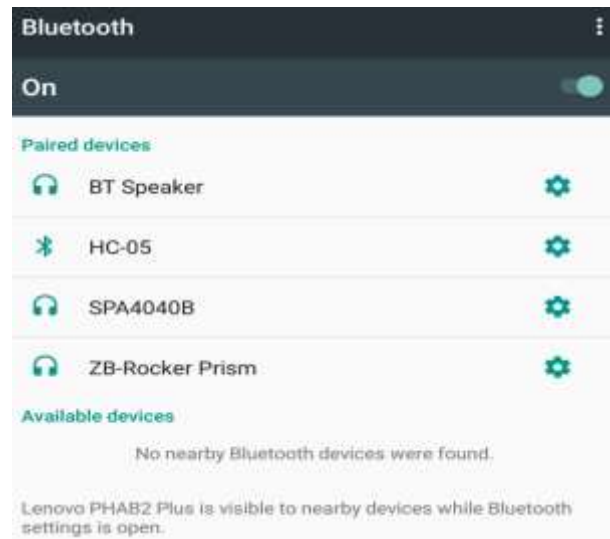 Bluetooth
On
Paired devices
BT Speaker
HC-05
SPA4040B
ZB-Rocker Prism
Available devices
No nearby Bluetooth devices were found.
Lenovo PHAB2 Plus is visible to nearby devices while Bluetooth
settings is open.